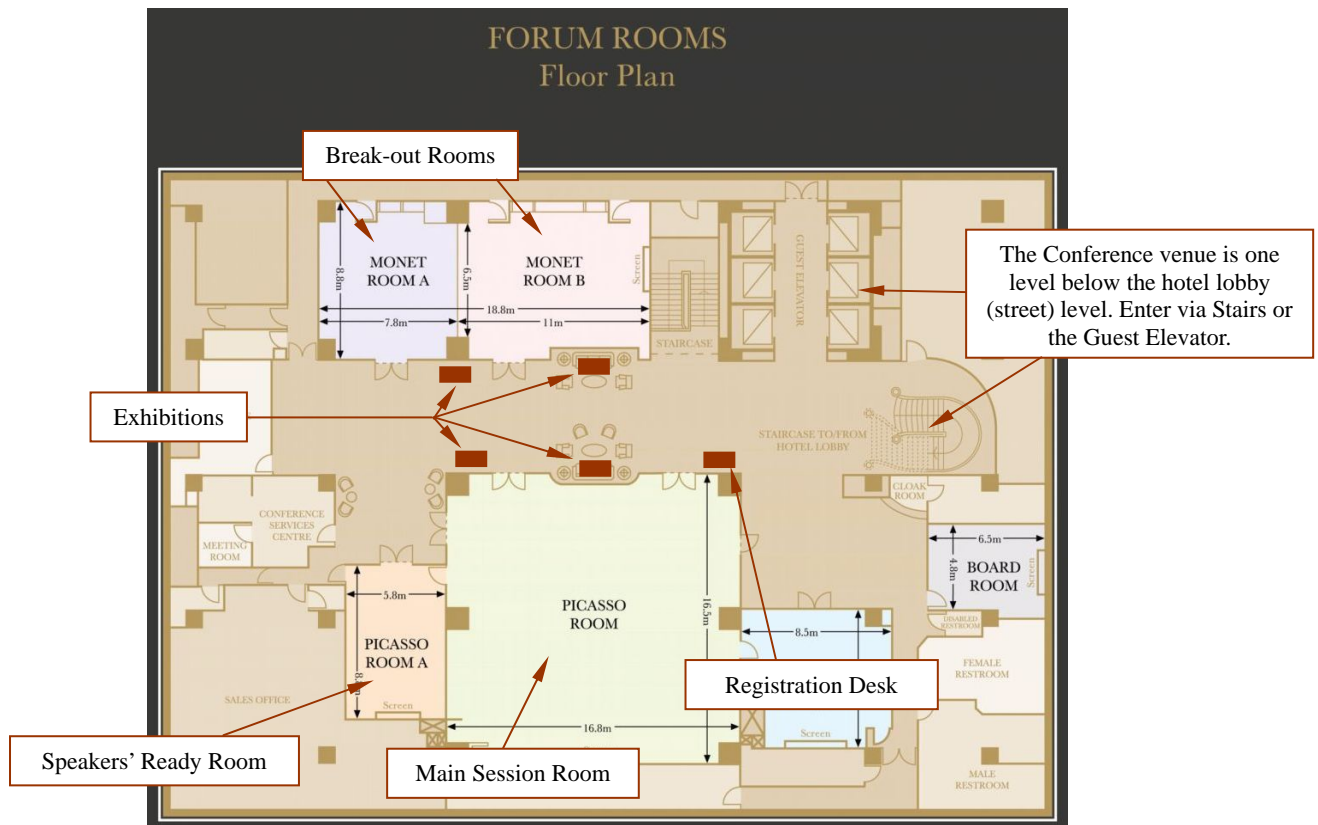 FORUM ROOMS
Floor Plan
Break-out Rooms
The Conference venue is one
level below the hotel lobby
(street) level. Enter via Stairs or
the Guest Elevator.
MONET
ROOM A
8.8m
MONET
ROOM B
6.5m
Screen
18.8m
7.8m
11m
STAIRCASE
GUEST ELEVATOR
Exhibitions
STAIRCASE TO/FROM
HOTEL LOBBY
CLOAK
ROOM
CONFERENCE
SERVICES
CENTRE
MEETING
ROOM
6.5m
4.8m
BOARD
ROOM
Screen
5.8m
PICASSO
ROOM A
Screen
PICASSO
ROOM
16.5m
16.8m
8.5m
Screen
DISABLED
RESTROOM
FEMALE
RESTROOM
MALE
RESTROOM
SALES OFFICE
Registration Desk
Speakers' Ready Room
Main Session Room